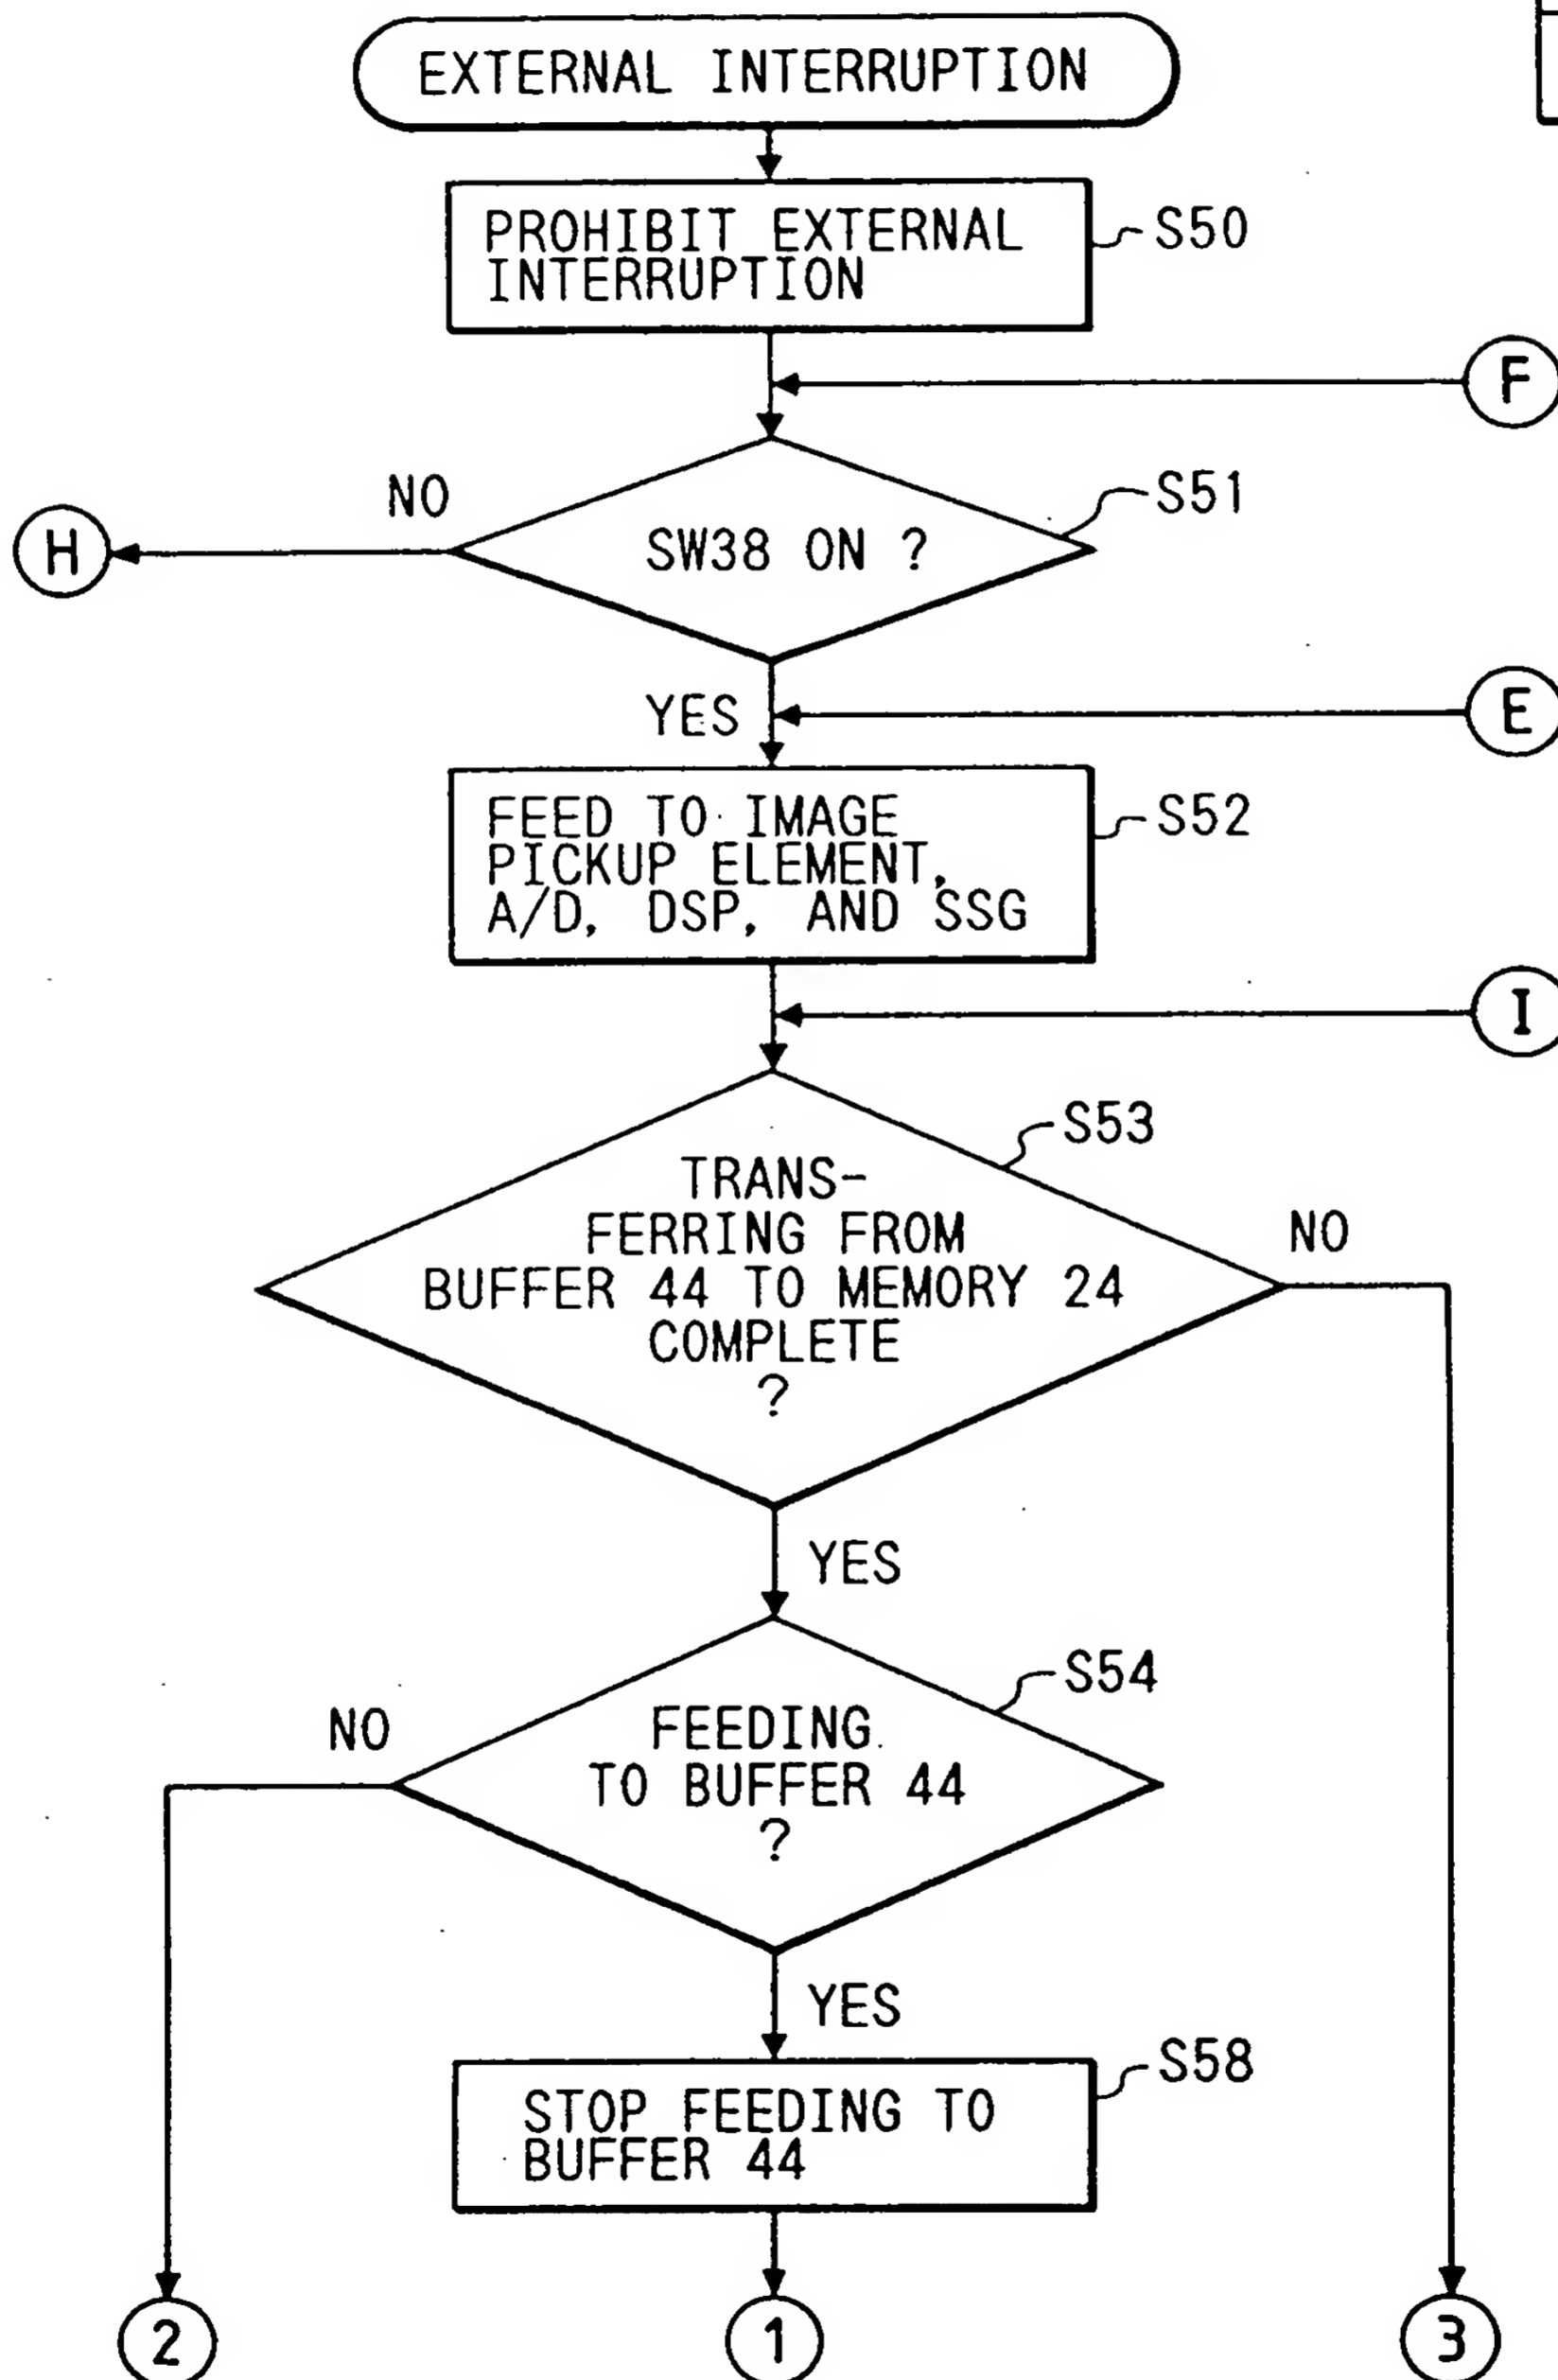 EXTERNAL INTERRUPTION
PROHIBIT EXTERNAL
INTERRUPTION
S50
F
NO
S51
H
SW38 ON ?
YES
E
FEED TO IMAGE
PICKUP ELEMENT,
A/D, DSP, AND SSG
S52
I
S53
TRANS-
FERRING FROM
BUFFER 44 TO MEMORY 24
COMPLETE
?
NO
YES
S54
NO
FEEDING
TO BUFFER 44
?
YES
S58
STOP FEEDING TO
BUFFER 44
2
1
3